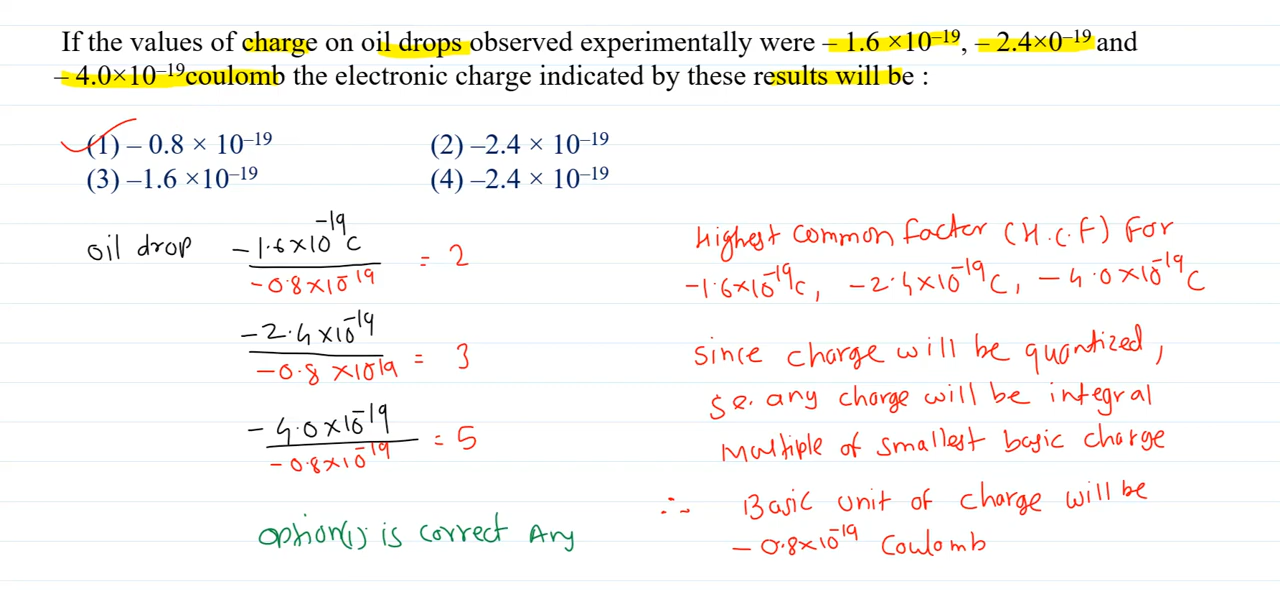 If the values of charge on oil drops observed experimentally were – 1.6 ×10⁻¹⁹, – 2.4×0⁻¹⁹ and
– 4.0×10⁻¹⁹coulomb the electronic charge indicated by these results will be :
(1) – 0.8 × 10⁻¹⁹ (2) –2.4 × 10⁻¹⁹
(3) –1.6 ×10⁻¹⁹ (4) –2.4 × 10⁻¹⁹
oil drop -1.6×10⁻¹⁹C / -0.8×10⁻¹⁹ = 2
-2.4×10⁻¹⁹ / -0.8×10⁻¹⁹ = 3
-4.0×10⁻¹⁹ / -0.8×10⁻¹⁹ = 5
option(1) is correct Any
Highest common factor (H.C.F) For
-1.6×10⁻¹⁹C, -2.4×10⁻¹⁹C, -4.0×10⁻¹⁹C
since charge will be quantized,
so any charge will be integral
Multiple of smallest basic charge
∴ Basic unit of charge will be
-0.8×10⁻¹⁹ Coulomb